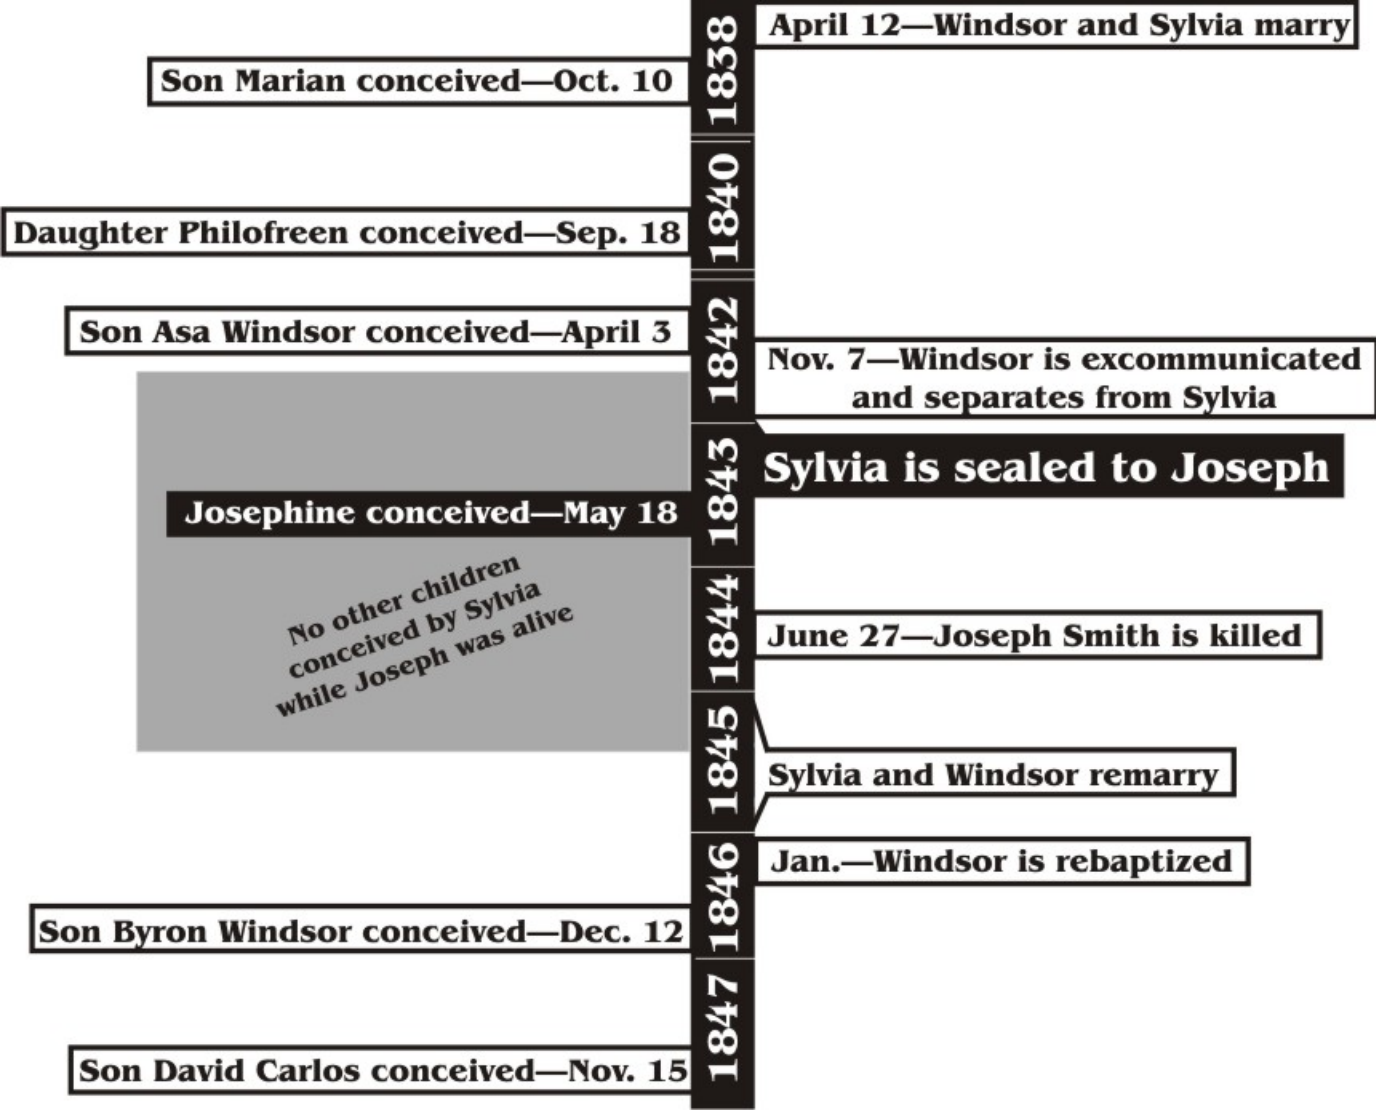 1838
April 12—Windsor and Sylvia marry
Son Marian conceived—Oct. 10
1840
Daughter Philofreen conceived—Sep. 18
1842
Son Asa Windsor conceived—April 3
Nov. 7—Windsor is excommunicated
and separates from Sylvia
1843
Sylvia is sealed to Joseph
Josephine conceived—May 18
No other children
conceived by Sylvia
while Joseph was alive
1844
June 27—Joseph Smith is killed
1845
Sylvia and Windsor remarry
1846
Jan.—Windsor is rebaptized
Son Byron Windsor conceived—Dec. 12
1847
Son David Carlos conceived—Nov. 15